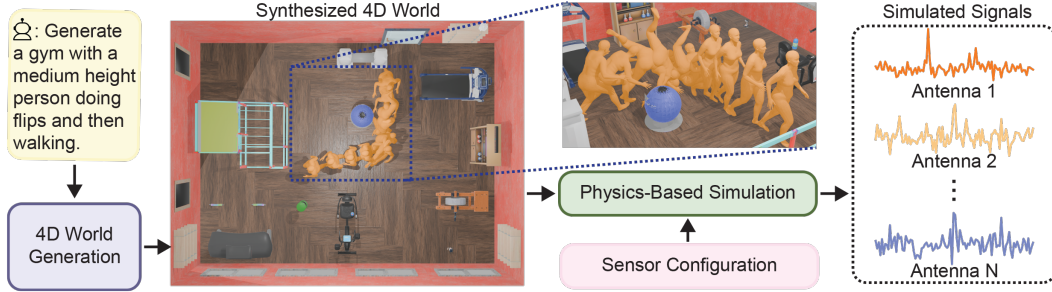 Synthesized 4D World
Simulated Signals
: Generate
a gym with a
medium height
person doing
flips and then
walking.
4D World
Generation
Physics-Based Simulation
Sensor Configuration
Antenna 1
Antenna 2
Antenna N